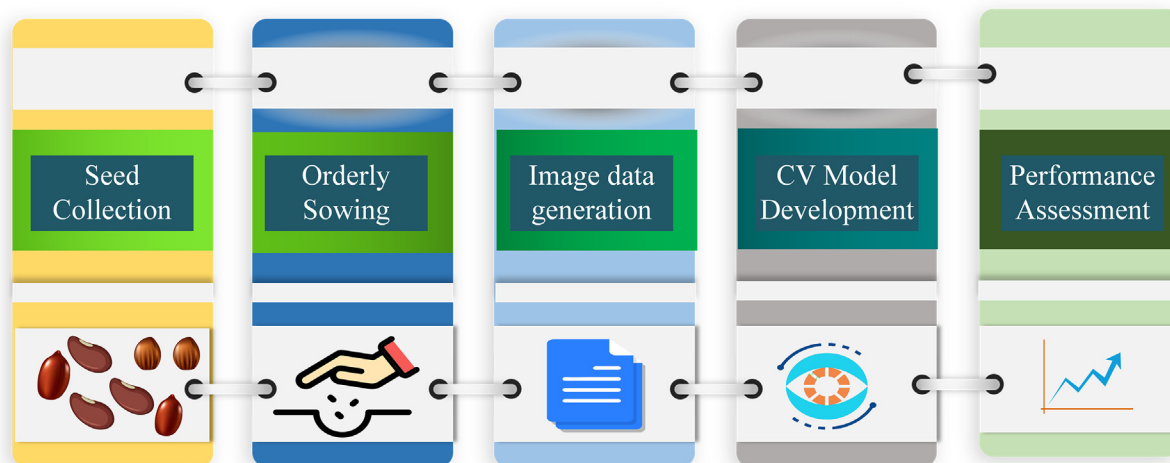 Seed
Collection
Orderly
Sowing
Image data
generation
CV Model
Development
Performance
Assessment